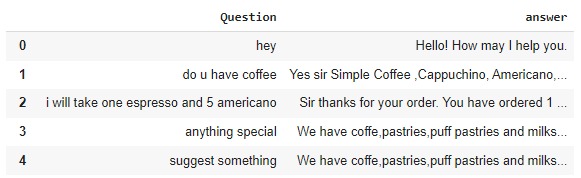 Question answer
0 hey Hello! How may I help you.
1 do u have coffee Yes sir Simple Coffee ,Cappuchino, Americano,...
2 i will take one espresso and 5 americano Sir thanks for your order. You have ordered 1 ...
3 anything special We have coffe,pastries,puff pastries and milks...
4 suggest something We have coffe,pastries,puff pastries and milks...